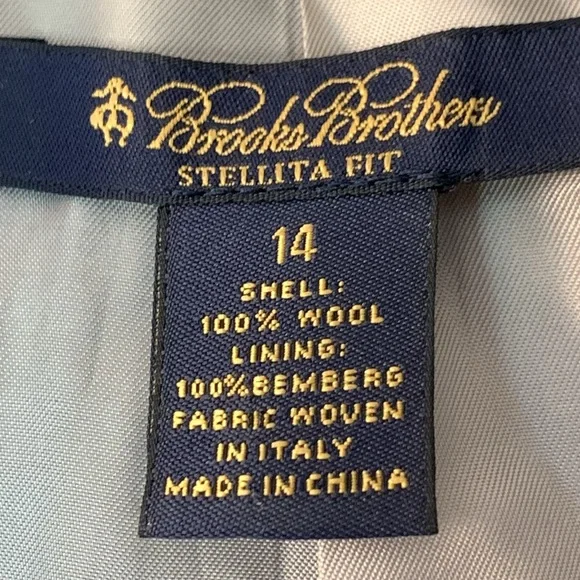 Brooks Brothers
STELLITA FIT
14
SHELL:
100% WOOL
LINING:
100%BEMBERG
FABRIC WOVEN
IN ITALY
MADE IN CHINA